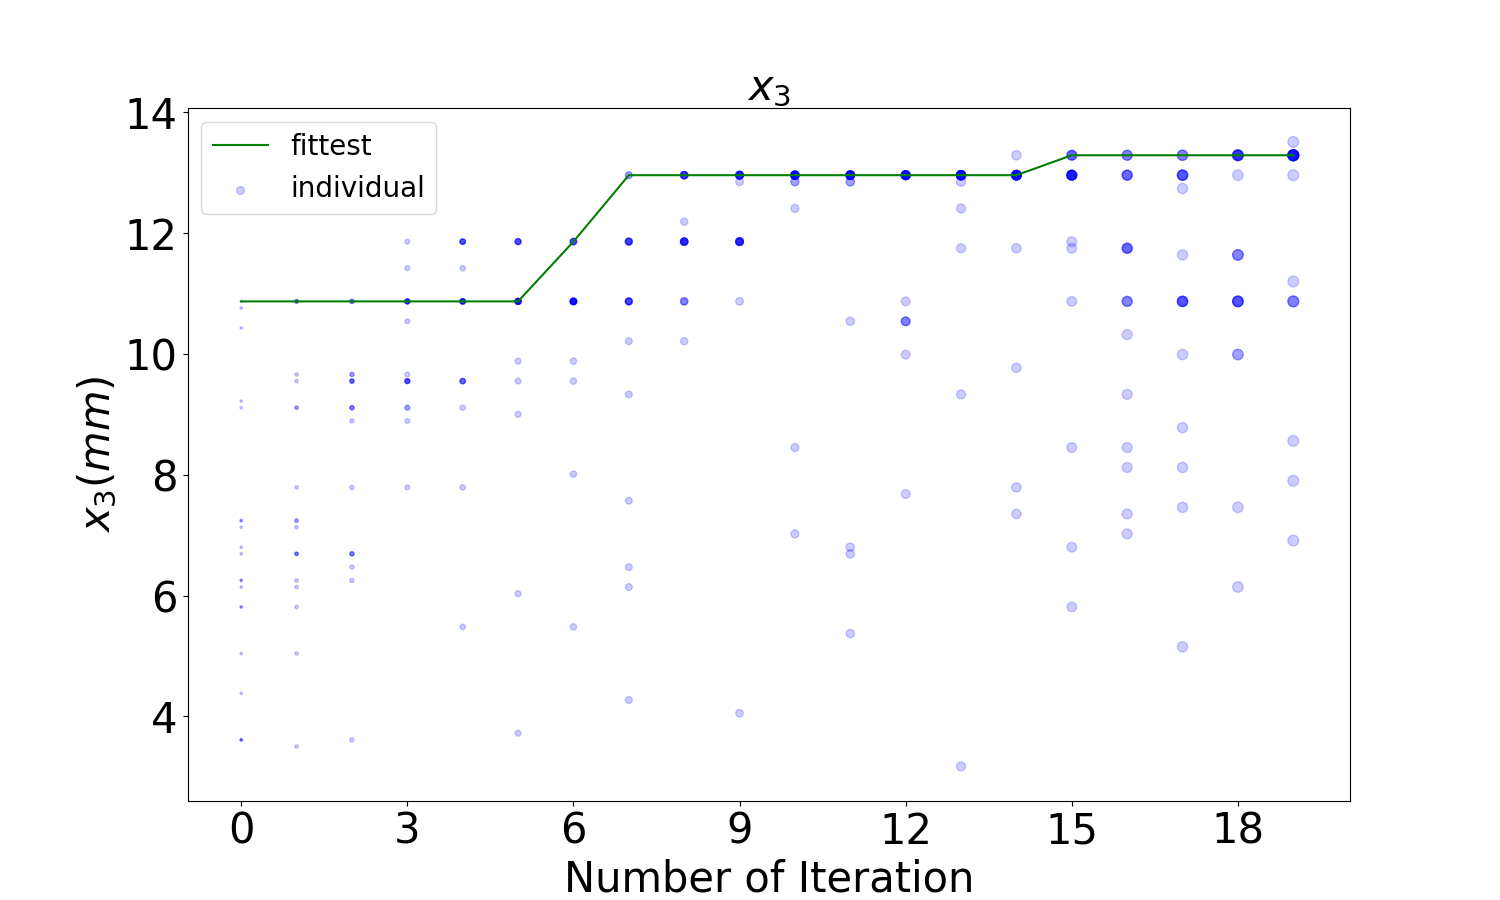 x₃
14
12
10
8
6
4
x₃(mm)
fittest
individual
0 3 6 9 12 15 18
Number of Iteration